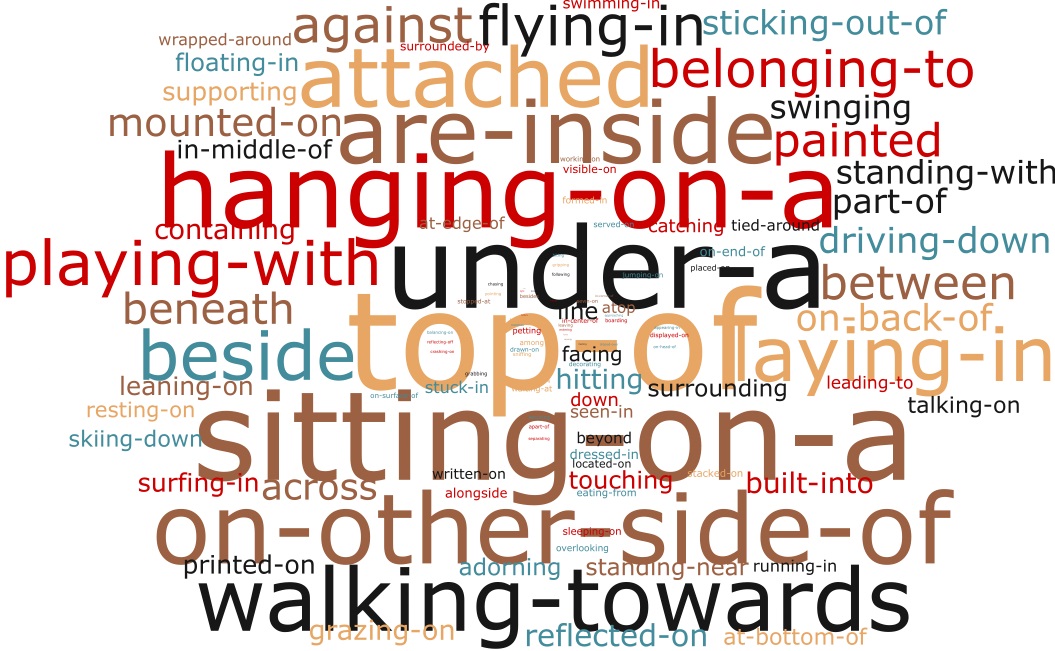 swimming-in
against flying-in sticking-out-of
wrapped-around surrounded-by
floating-in attached belonging-to
supporting swinging
mounted-on are-inside painted
in-middle-of working-on
visible-on standing-with
hanging-on-a part-of
formed-in
containing at-edge-of served-on catching tied-around
playing-with under-a on-end-of driving-down
following placed-on
chasing jumping-on between
beneath stopped-at line atop
in-center-of boarding on-back-of
petting displayed-on
beside top-of among laying-in
drawn-on facing
decorating
leaning-on grabbing hitting leading-to
stuck-in surrounding
on-surface-of down
resting-on seen-in talking-on
skiing-down sitting-on-a apart-of beyond
separating dressed-in
located-on
surfing-in written-on touching stacked-on built-into
across alongside eating-from
on-other-side-of sleeping-on
overlooking
printed-on adorning standing-near running-in
walking-towards
grazing-on reflected-on at-bottom-of